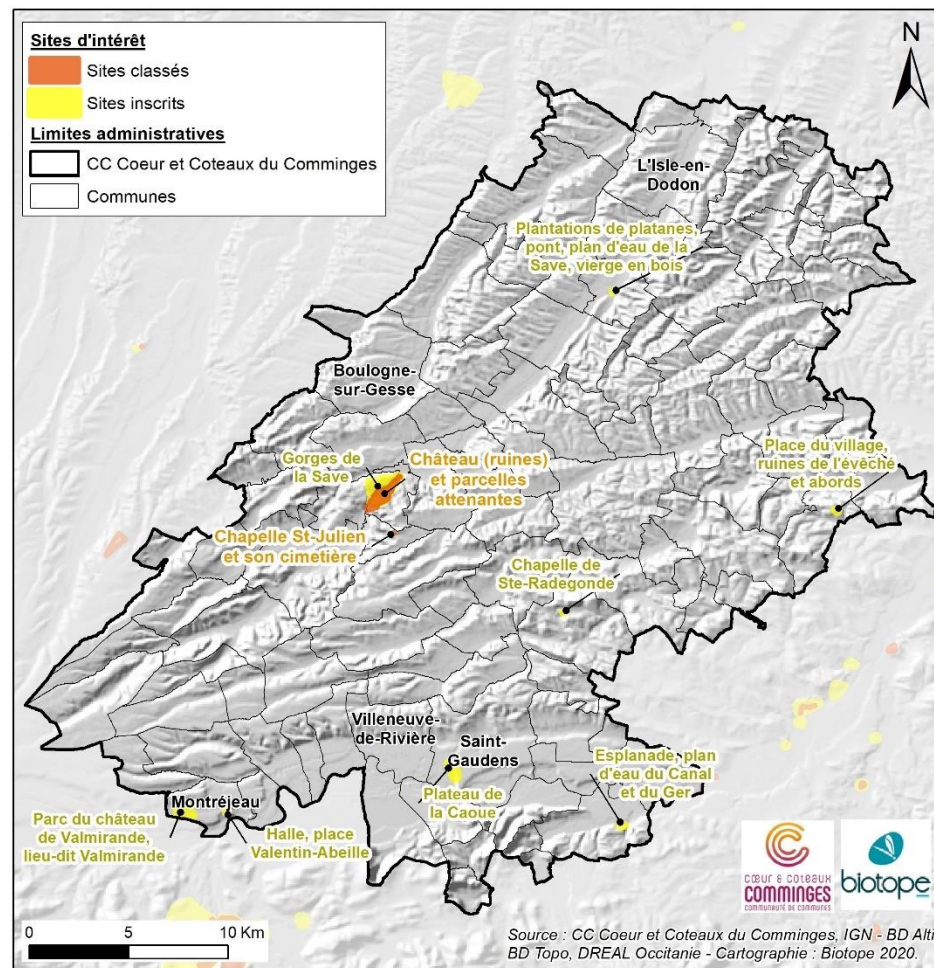 Sites d'intérêt
Sites classés
Sites inscrits
Limites administratives
CC Coeur et Coteaux du Comminges
Communes
N
L'Isle-en-
Dodon
Plantations de platanes,
pont, plan d'eau de la
Save, vierge en bois
Boulogne-
sur-Gesse
Gorges de
la Save
Château (ruines)
et parcelles
attenantes
Place du village,
ruines de l'évêché
et abords
Chapelle St-Julien
et son cimetière
Chapelle de
Ste-Radegonde
Villeneuve-
de-Rivière
Saint-
Gaudens
Plateau de
la Caoue
Esplanade, plan
d'eau du Canal
et du Ger
Montréjeau
Parc du château
de Valmirande,
lieu-dit Valmirande
Halle, place
Valentin-Abeille
CŒUR & COTEAUX
COMMINGES
COMMUNAUTÉ DE COMMUNES
biotope
0 5 10 Km
Source : CC Coeur et Coteaux du Comminges, IGN - BD Alti
BD Topo, DREAL Occitanie - Cartographie : Biotope 2020.